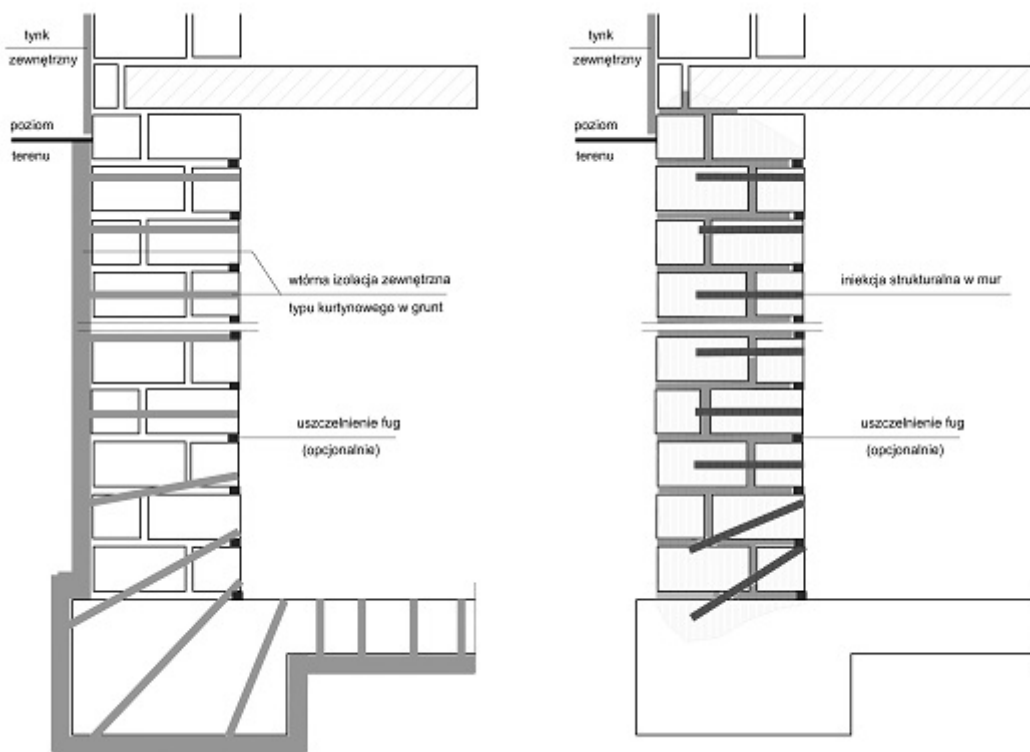 tynk
zewnętrzny
poziom
terenu
wtórna izolacja zewnętrzna
typu kurtynowego w grunt
uszczelnienie fug
(opcjonalnie)
tynk
zewnętrzny
poziom
terenu
iniekcja strukturalna w mur
uszczelnienie fug
(opcjonalnie)